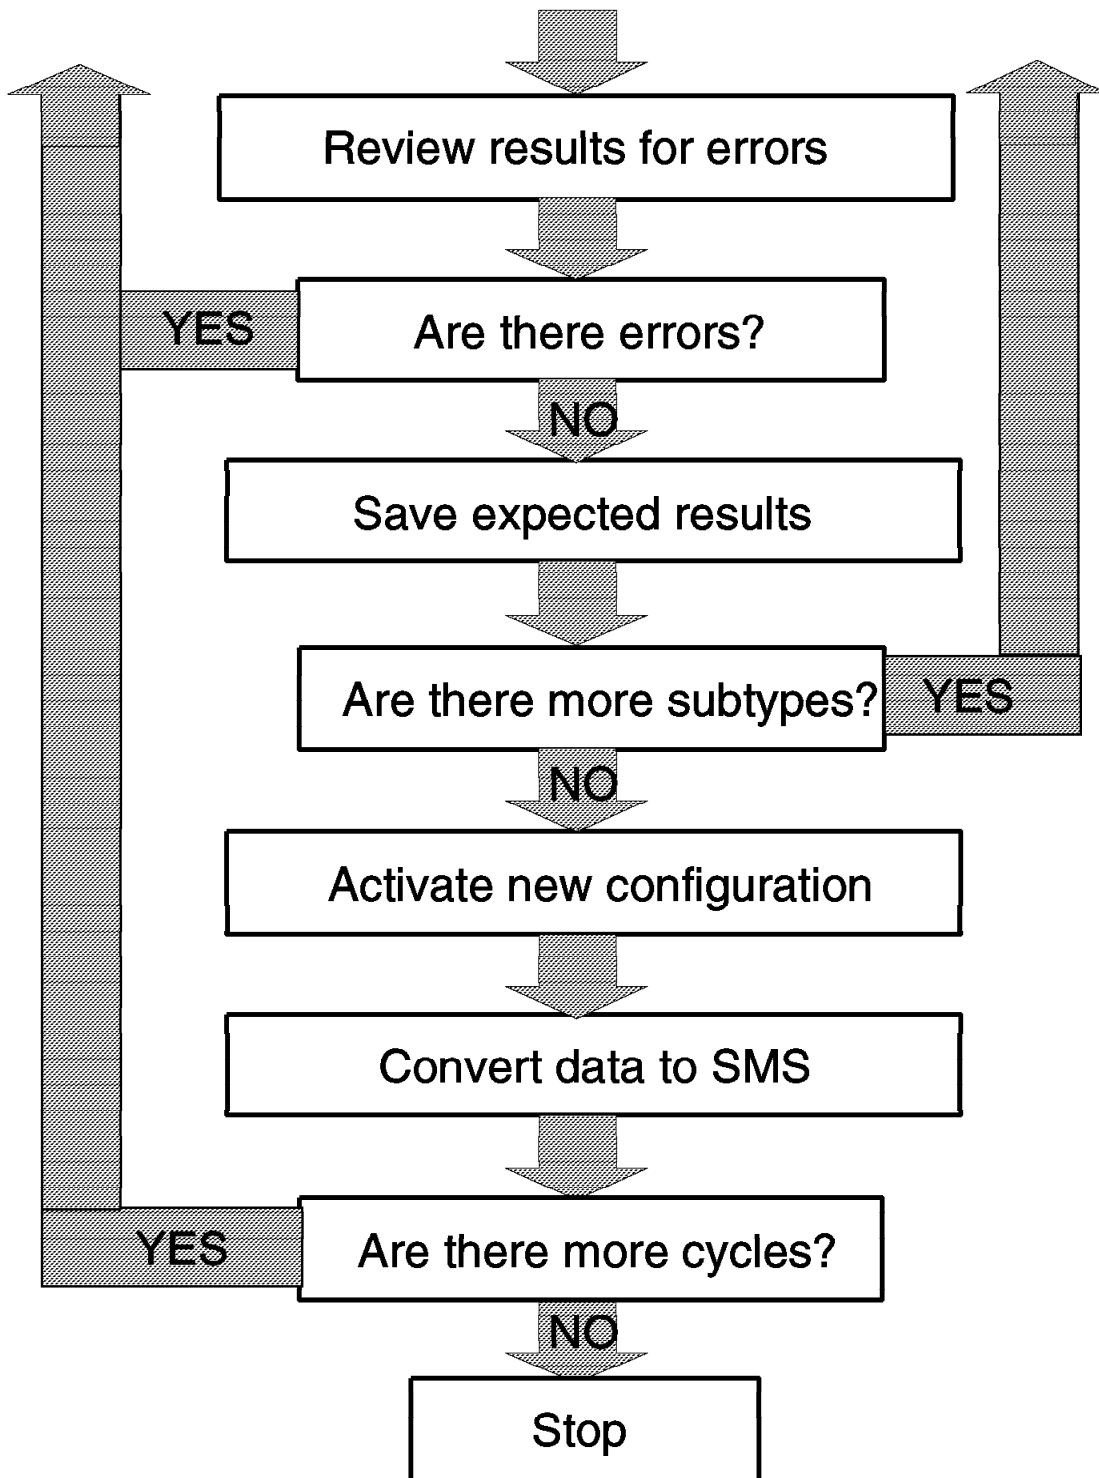 Review results for errors
YES
Are there errors?
NO
Save expected results
Are there more subtypes?
YES
NO
Activate new configuration
Convert data to SMS
YES
Are there more cycles?
NO
Stop